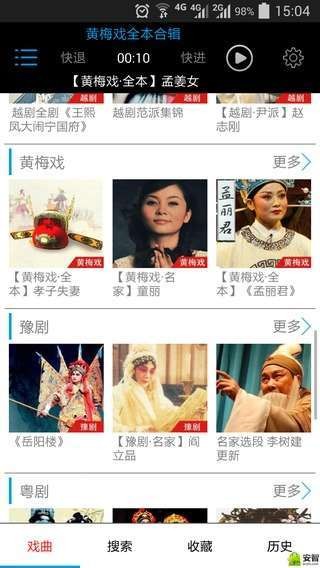 4G 4G 2G 98% 15:04
黄梅戏全本合辑
快退 00:10 快进
【黄梅戏·全本】孟姜女
越剧 越剧 越剧
越剧全剧《王熙
凤大闹宁国府》
越剧范派集锦
【越剧·尹派】赵
志刚
黄梅戏 更多
孟丽君
黄梅戏 黄梅戏 黄梅戏
【黄梅戏·全
本】孝子失妻
【黄梅戏·名
家】童丽
【黄梅戏·全
本】《孟丽君》
豫剧 更多
豫剧 豫剧
《岳阳楼》
【豫剧·名家】阎
立品
名家选段 李树建
更新
粤剧 更多
戏曲 搜索 收藏 历史
安智